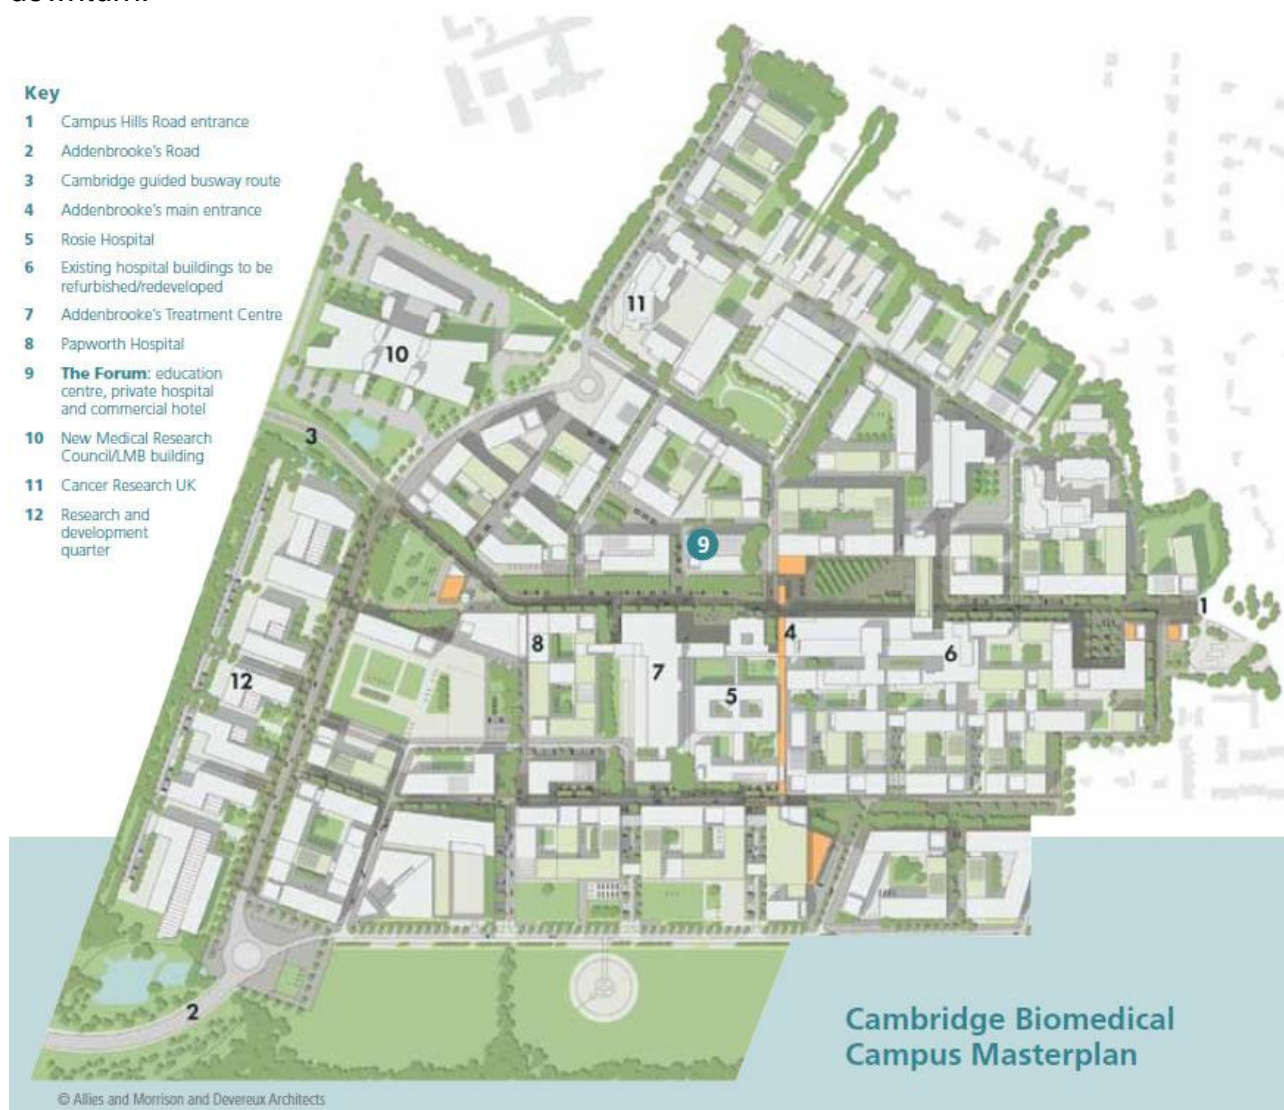 Key
1 Campus Hills Road entrance
2 Addenbrooke's Road
3 Cambridge guided busway route
4 Addenbrooke's main entrance
5 Rosie Hospital
6 Existing hospital buildings to be
refurbished/redeveloped
7 Addenbrooke's Treatment Centre
8 Papworth Hospital
9 The Forum: education
centre, private hospital
and commercial hotel
10 New Medical Research
Council/LMB building
11 Cancer Research UK
12 Research and
development
quarter
11
10
3
9
1
8
4
7
6
5
12
2
Cambridge Biomedical
Campus Masterplan
© Allies and Morrison and Devereux Architects